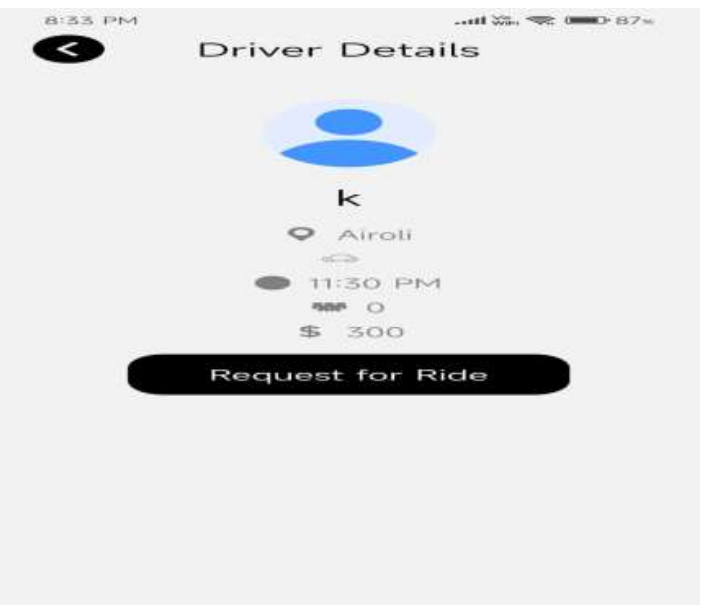 8:33 PM 87%
Driver Details
k
Airoli
11:30 PM
0
$ 300
Request for Ride